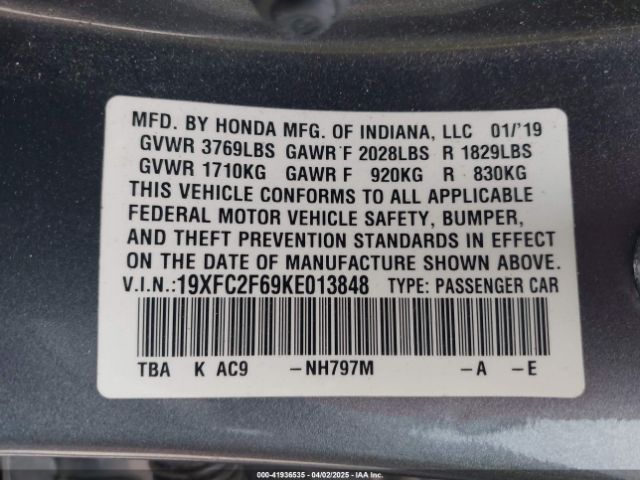 MFD. BY HONDA MFG. OF INDIANA, LLC 01/'19
GVWR 3769LBS GAWR F 2028LBS R 1829LBS
GVWR 1710KG GAWR F 920KG R 830KG
THIS VEHICLE CONFORMS TO ALL APPLICABLE
FEDERAL MOTOR VEHICLE SAFETY, BUMPER,
AND THEFT PREVENTION STANDARDS IN EFFECT
ON THE DATE OF MANUFACTURE SHOWN ABOVE.
V.I.N.:19XFC2F69KE013848 TYPE: PASSENGER CAR
TBA K AC9 -NH797M -A -E
000-41936535 - 04/02/2025 - IAAI.COM